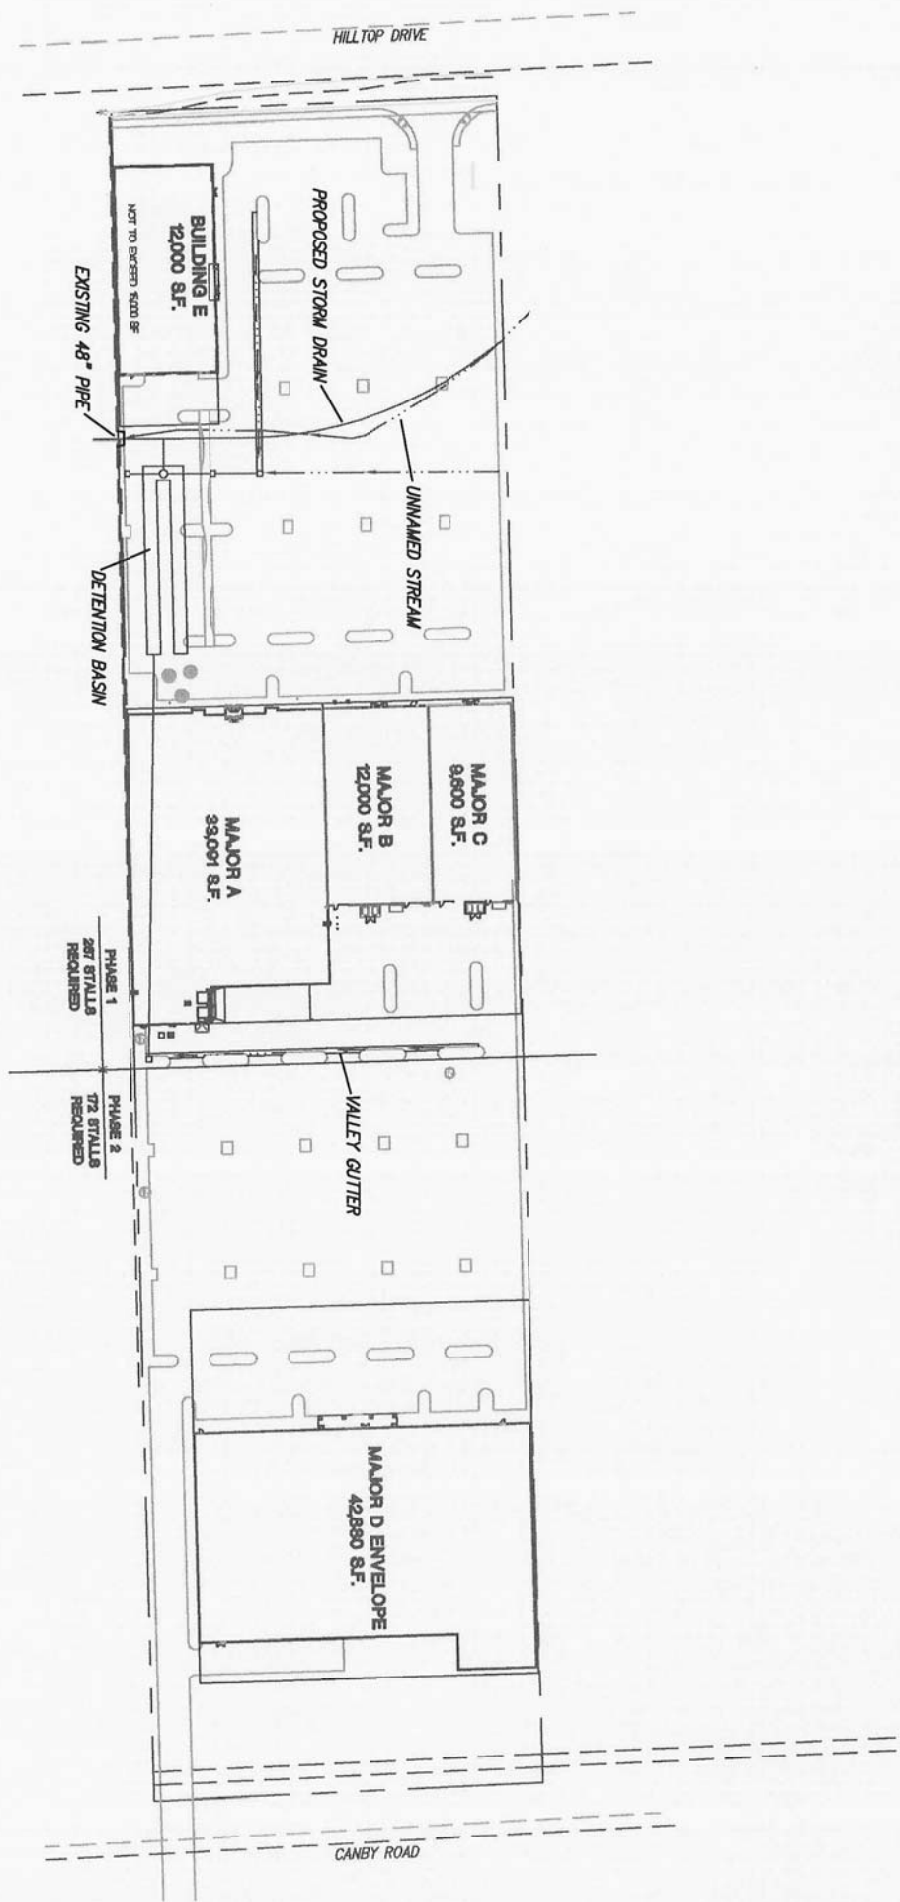 HILLTOP DRIVE
PROPOSED STORM DRAIN
BUILDING E
12,000 S.F.
NOT TO EXCEED 15,000 SF
EXISTING 48" PIPE
UNNAMED STREAM
DETENTION BASIN
MAJOR C
9,600 S.F.
MAJOR B
12,000 S.F.
MAJOR A
33,091 S.F.
PHASE 1
267 STALLS
REQUIRED
PHASE 2
172 STALLS
REQUIRED
VALLEY GUTTER
MAJOR D ENVELOPE
42,880 S.F.
CANBY ROAD